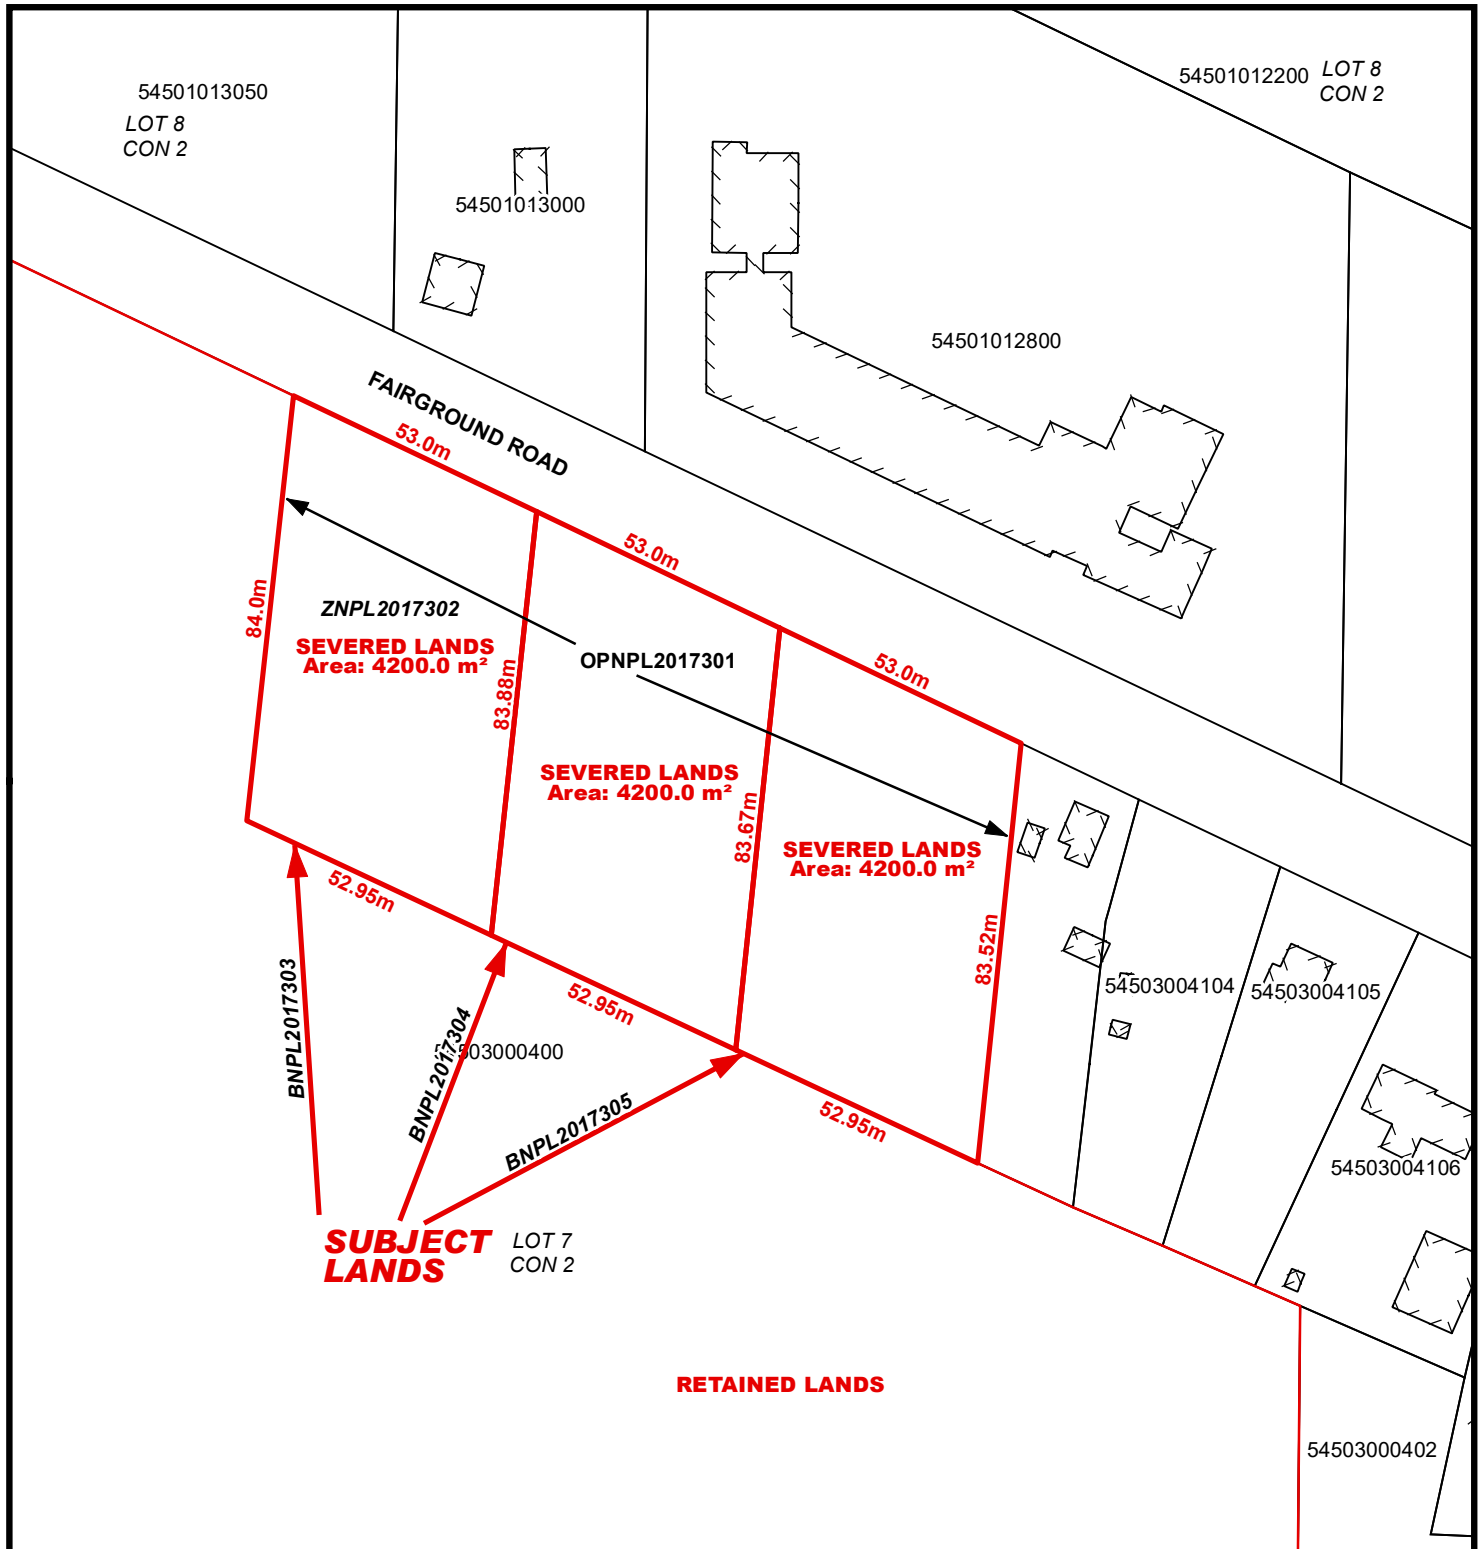 54501013050
LOT 8
CON 2
54501013000
54501012200
LOT 8
CON 2
54501012800
FAIRGROUND ROAD
53.0m
53.0m
53.0m
84.0m
ZNPL2017302
SEVERED LANDS
Area: 4200.0 m²
83.88m
OPNPL2017301
SEVERED LANDS
Area: 4200.0 m²
83.67m
SEVERED LANDS
Area: 4200.0 m²
83.52m
52.95m
52.95m
52.95m
BNPL2017303
BNPL2017304
BNPL2017305
54503000400
54503004104
54503004105
54503004106
SUBJECT
LANDS
LOT 7
CON 2
RETAINED LANDS
54503000402